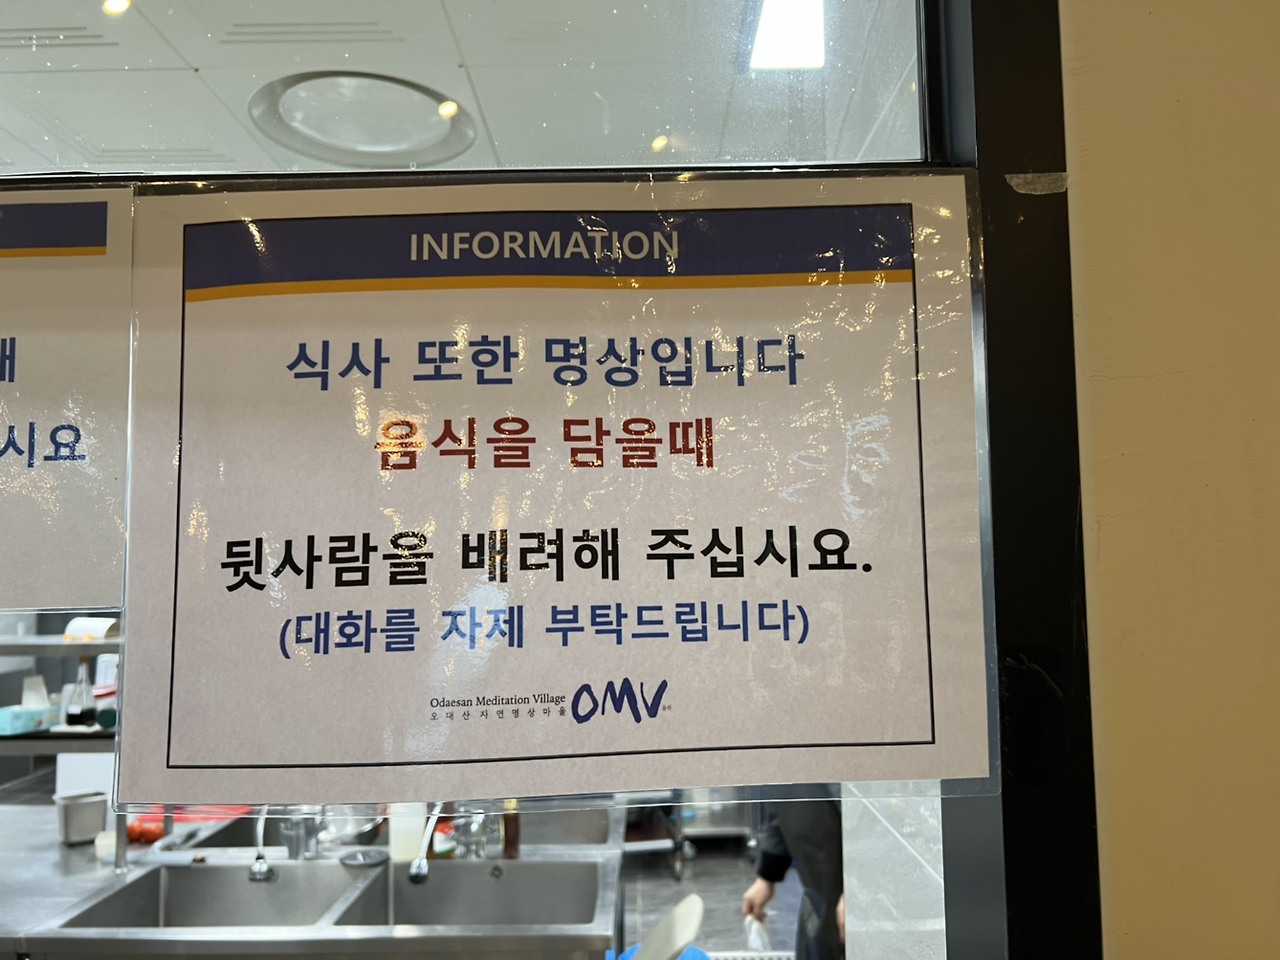 시요
INFORMATION
식사 또한 명상입니다
음식을 담을때
뒷사람을 배려해 주십시요.
(대화를 자제 부탁드립니다)
Odaesan Meditation Village
오대산 자연명상마을
OMV